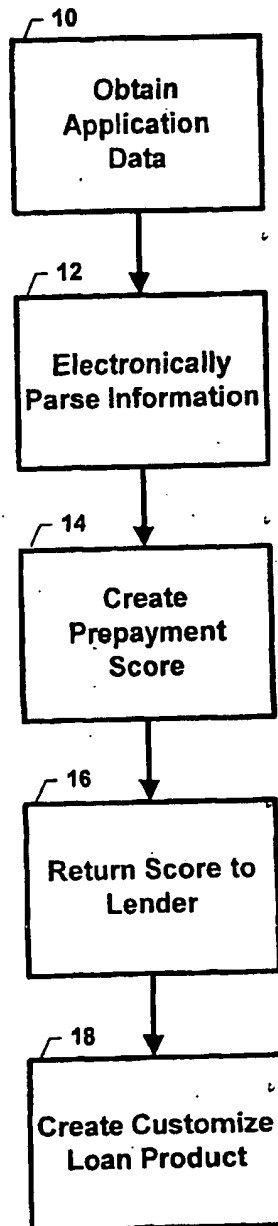 10
Obtain
Application
Data
12
Electronically
Parse Information
14
Create
Prepayment
Score
16
Return Score to
Lender
18
Create Customize
Loan Product